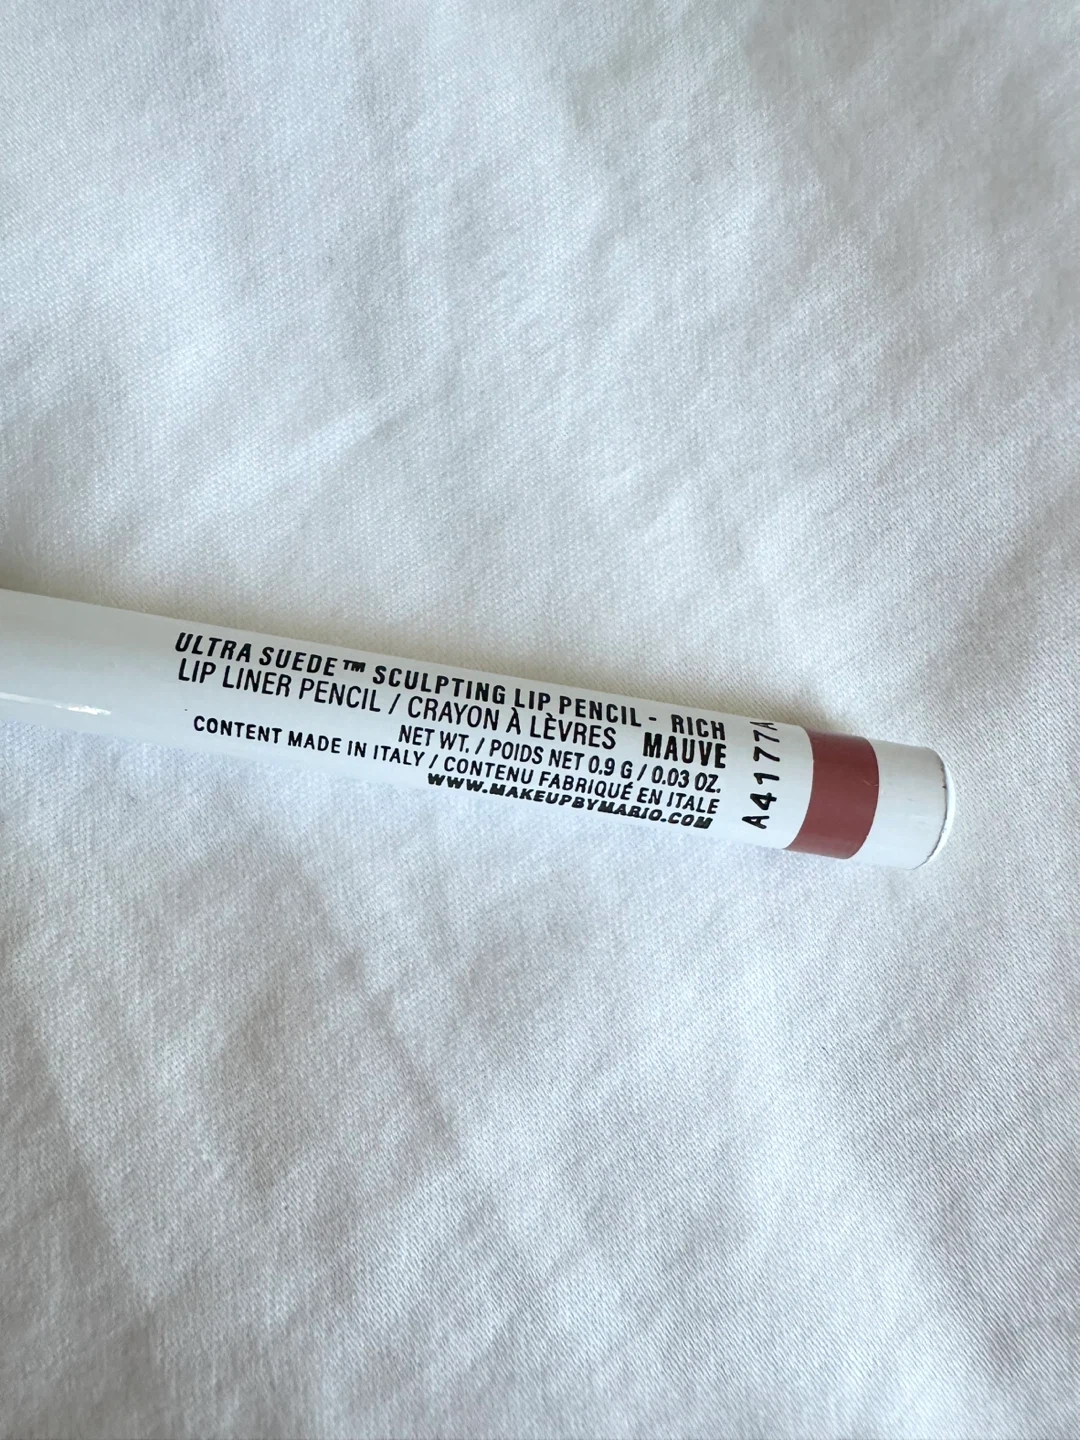 ULTRA SUEDE™ SCULPTING LIP PENCIL - RICH
LIP LINER PENCIL / CRAYON À LÈVRES MAUVE
NET WT. / POIDS NET 0.9 G / 0.03 OZ.
CONTENT MADE IN ITALY / CONTENU FABRIQUÉ EN ITALE
WWW.MAKEUPBYMARIO.COM
A4177A